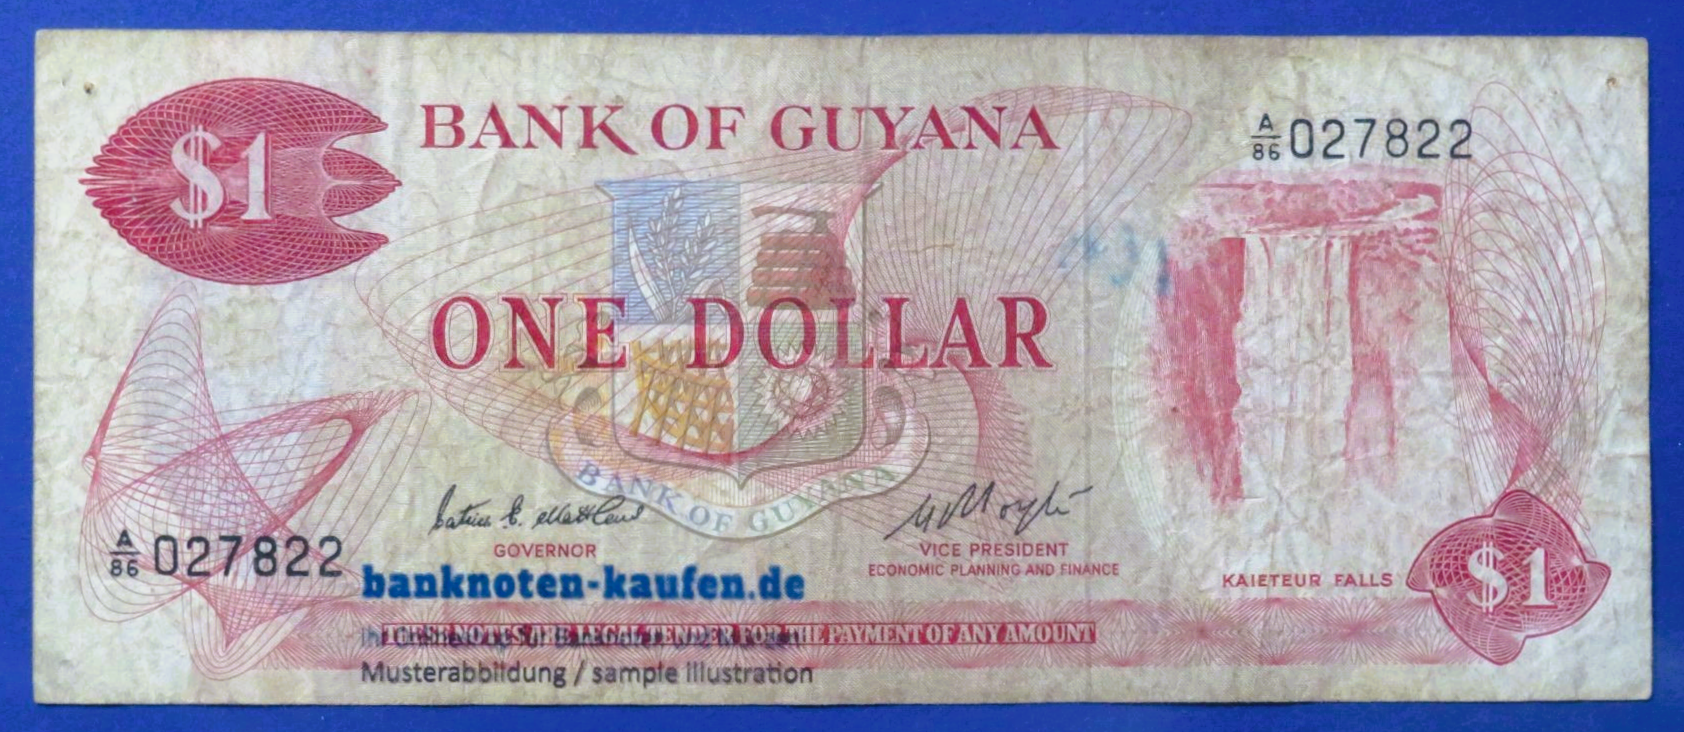 $1
BANK OF GUYANA
A/86 027822
ONE DOLLAR
BANK OF GUYANA
GOVERNOR
VICE PRESIDENT
ECONOMIC PLANNING AND FINANCE
A/86 027822
KAIETEUR FALLS
$1
banknoten-kaufen.de
THESE NOTES ARE LEGAL TENDER FOR THE PAYMENT OF ANY AMOUNT
Musterabbildung / sample illustration